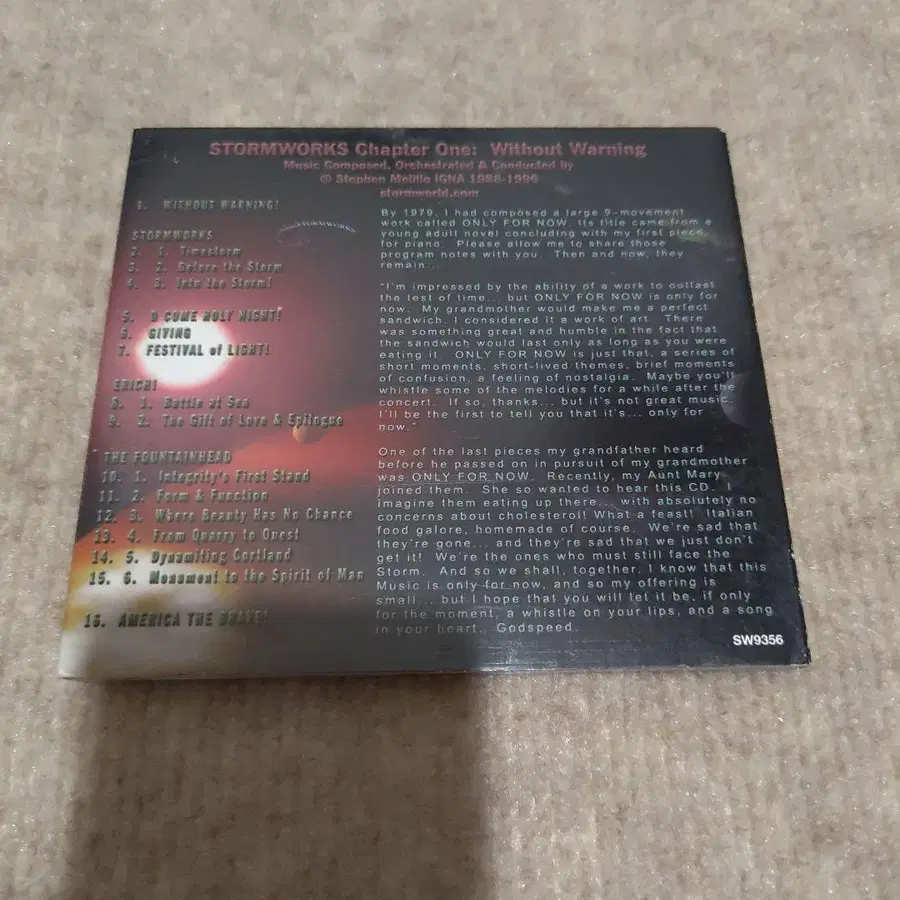 STORMWORKS Chapter One: Without Warning
Music Composed, Orchestrated & Conducted by
© Stephen Melillo IGNA 1988-1996
stormworld.com
1. WITHOUT WARNING!
STORMWORKS
2. 1. Timestorm
3. 2. Before the Storm
4. 3. Into the Storm!
5. O COME HOLY NIGHT!
6. GIVING
7. FESTIVAL of LIGHT!
ERICH!
8. 1. Battle at Sea
9. 2. The Gift of Love & Epilogue
THE FOUNTAINHEAD
10. 1. Integrity's First Stand
11. 2. Form & Function
12. 3. Where Beauty Has No Chance
13. 4. From Quarry to Quest
14. 5. Dynamiting Cortland
15. 6. Monument to the Spirit of Man
16. AMERICA THE BRAVE!
STORMWORKS
By 1979, I had composed a large 9-movement
work called ONLY FOR NOW. Its title came from a
young adult novel concluding with my first piece
for piano. Please allow me to share those
program notes with you. Then and now, they
remain...
"I'm impressed by the ability of a work to outlast
the test of time... but ONLY FOR NOW is only for
now. My grandmother would make me a perfect
sandwich. I considered it a work of art. There
was something great and humble in the fact that
the sandwich would last only as long as you were
eating it. ONLY FOR NOW is just that, a series of
short moments, short-lived themes, brief moments
of confusion, a feeling of nostalgia. Maybe you'll
whistle some of the melodies for a while after the
concert. If so, thanks... but it's not great music.
I'll be the first to tell you that it's... only for
now."
One of the last pieces my grandfather heard
before he passed on in pursuit of my grandmother
was ONLY FOR NOW. Recently, my Aunt Mary
joined them. She so wanted to hear this CD. I
imagine them eating up there... with absolutely no
concerns about cholesterol! What a feast! Italian
food galore, homemade of course. We're sad that
they're gone... and they're sad that we just don't
get it! We're the ones who must still face the
Storm. And so we shall, together. I know that this
Music is only for now, and so my offering is
small... but I hope that you will let it be, if only
for the moment, a whistle on your lips, and a song
in your heart. Godspeed.
SW9356